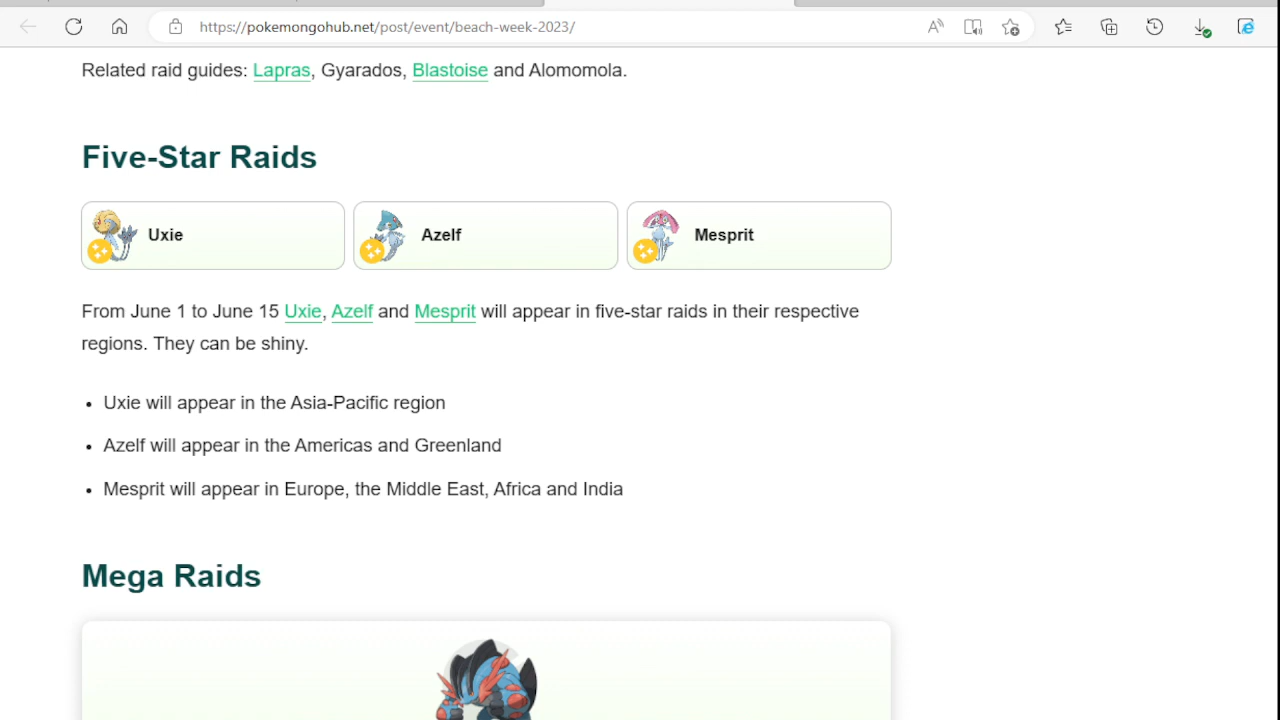 https://pokemongohub.net/post/event/beach-week-2023/
Related raid guides: Lapras, Gyarados, Blastoise and Alomomola.
Five-Star Raids
Uxie
Azelf
Mesprit
From June 1 to June 15 Uxie, Azelf and Mesprit will appear in five-star raids in their respective
regions. They can be shiny.
• Uxie will appear in the Asia-Pacific region
• Azelf will appear in the Americas and Greenland
• Mesprit will appear in Europe, the Middle East, Africa and India
Mega Raids